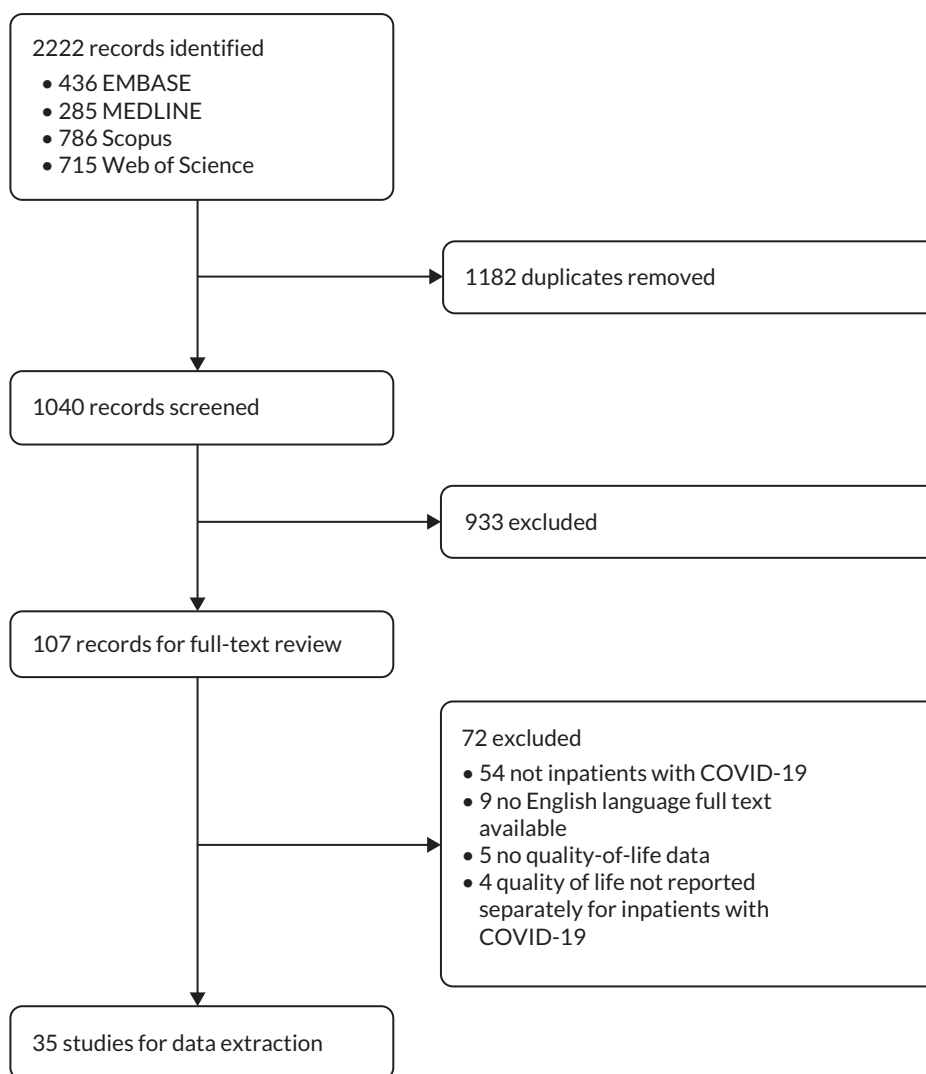 2222 records identified
• 436 EMBASE
• 285 MEDLINE
• 786 Scopus
• 715 Web of Science
1182 duplicates removed
1040 records screened
933 excluded
107 records for full-text review
72 excluded
• 54 not inpatients with COVID-19
• 9 no English language full text
available
• 5 no quality-of-life data
• 4 quality of life not reported
separately for inpatients with
COVID-19
35 studies for data extraction